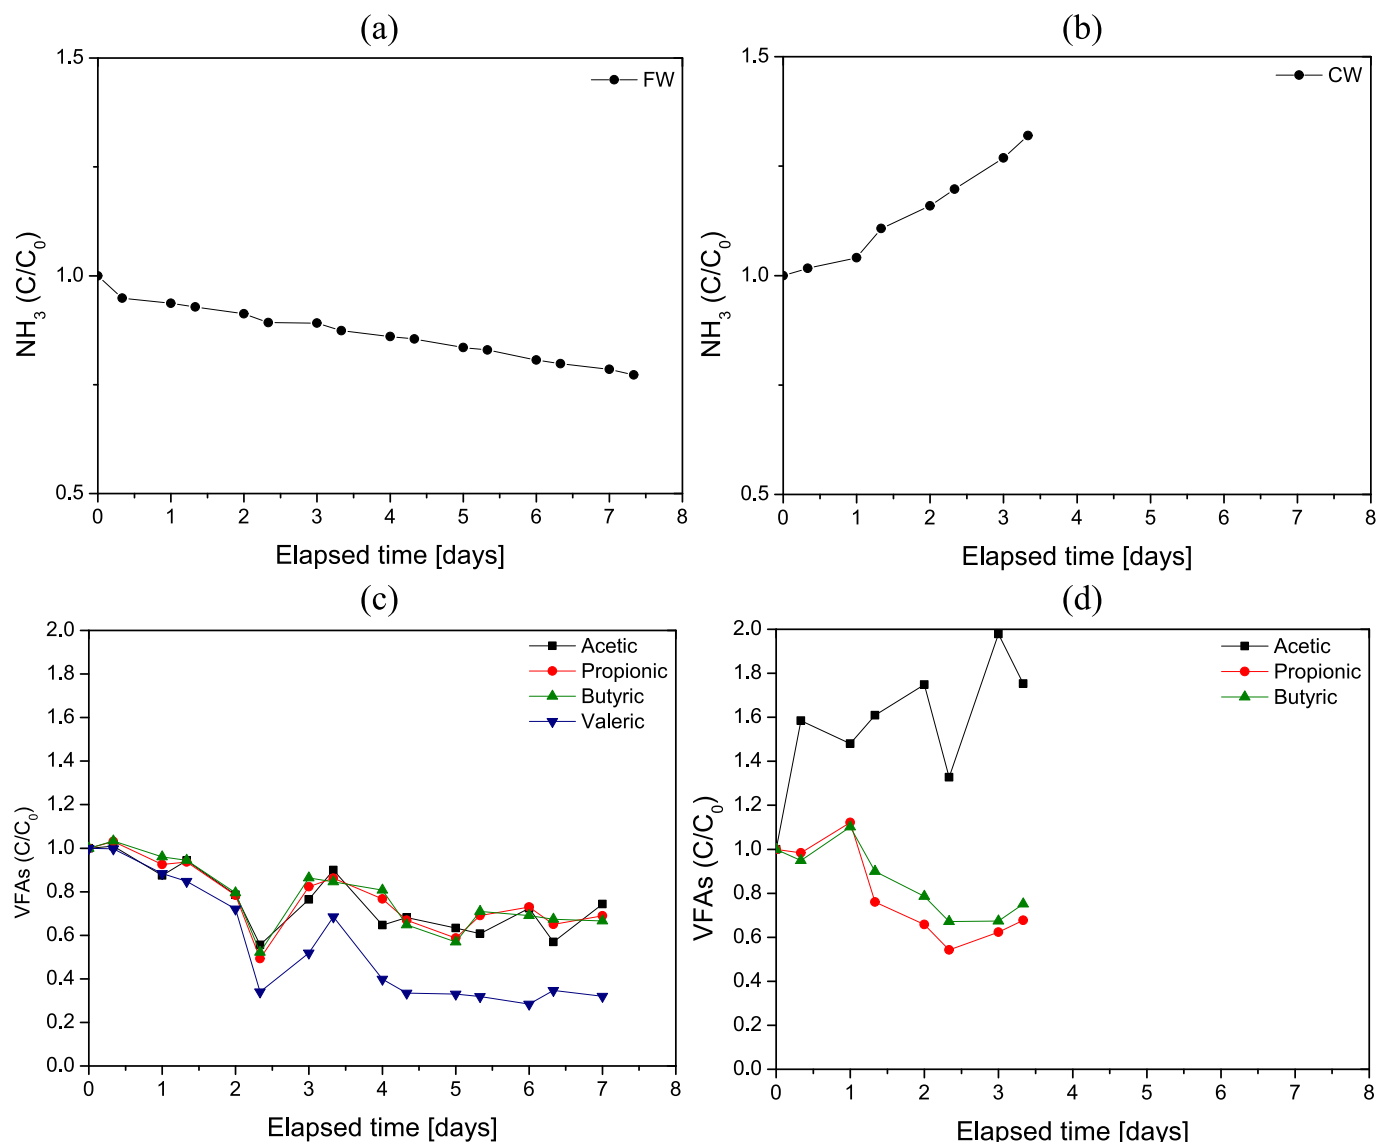 (a)
(b)
1.5
1.0
0.5
NH3 (C/C0)
FW
0 1 2 3 4 5 6 7 8
Elapsed time [days]
1.5
1.0
0.5
NH3 (C/C0)
CW
0 1 2 3 4 5 6 7 8
Elapsed time [days]
(c)
(d)
2.0
1.8
1.6
1.4
1.2
1.0
0.8
0.6
0.4
0.2
0.0
VFAs (C/C0)
Acetic
Propionic
Butyric
Valeric
0 1 2 3 4 5 6 7 8
Elapsed time [days]
2.0
1.8
1.6
1.4
1.2
1.0
0.8
0.6
0.4
0.2
0.0
VFAs (C/C0)
Acetic
Propionic
Butyric
0 1 2 3 4 5 6 7 8
Elapsed time [days]